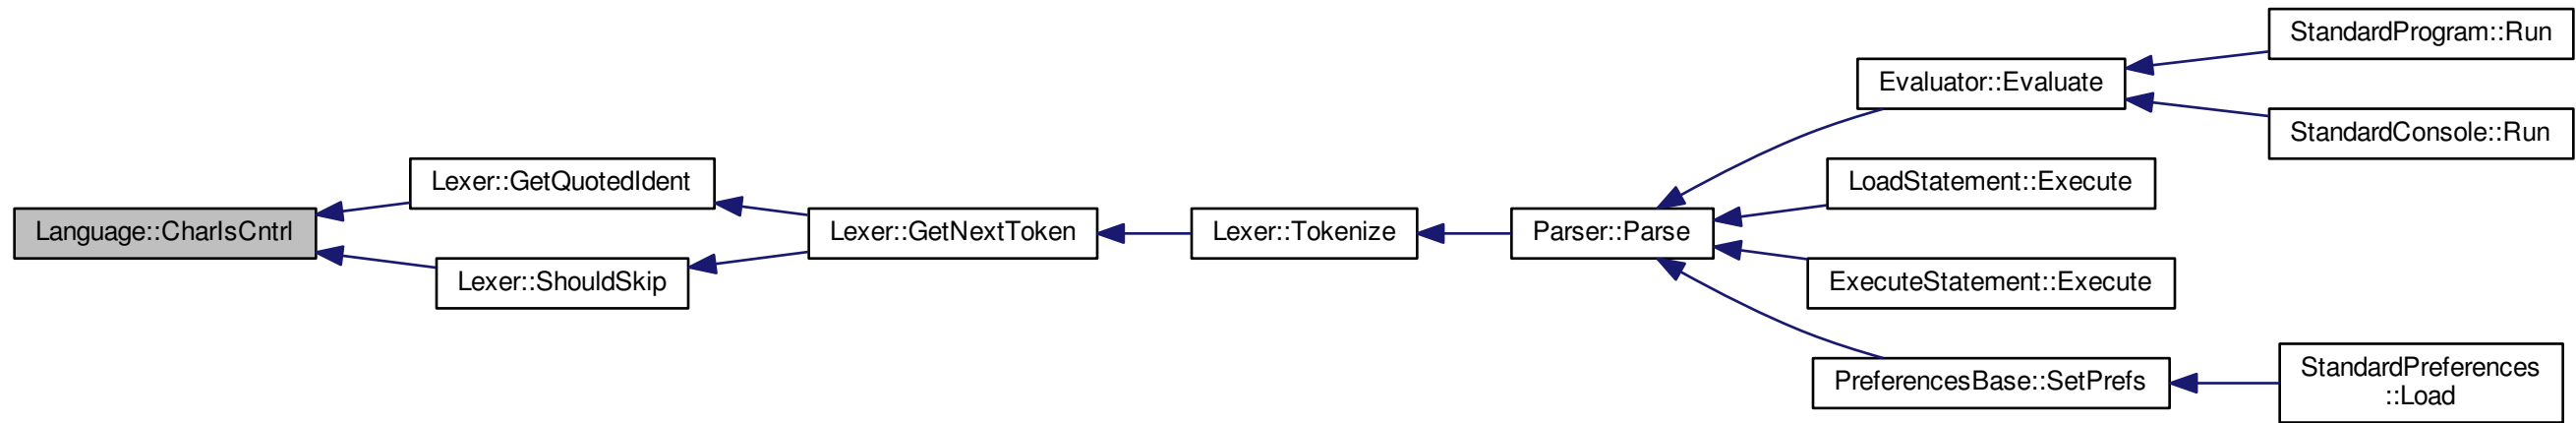 StandardProgram::Run
Evaluator::Evaluate
StandardConsole::Run
Lexer::GetQuotedIdent
LoadStatement::Execute
Language::CharIsCntrl
Lexer::GetNextToken
Lexer::Tokenize
Parser::Parse
Lexer::ShouldSkip
ExecuteStatement::Execute
PreferencesBase::SetPrefs
StandardPreferences
::Load